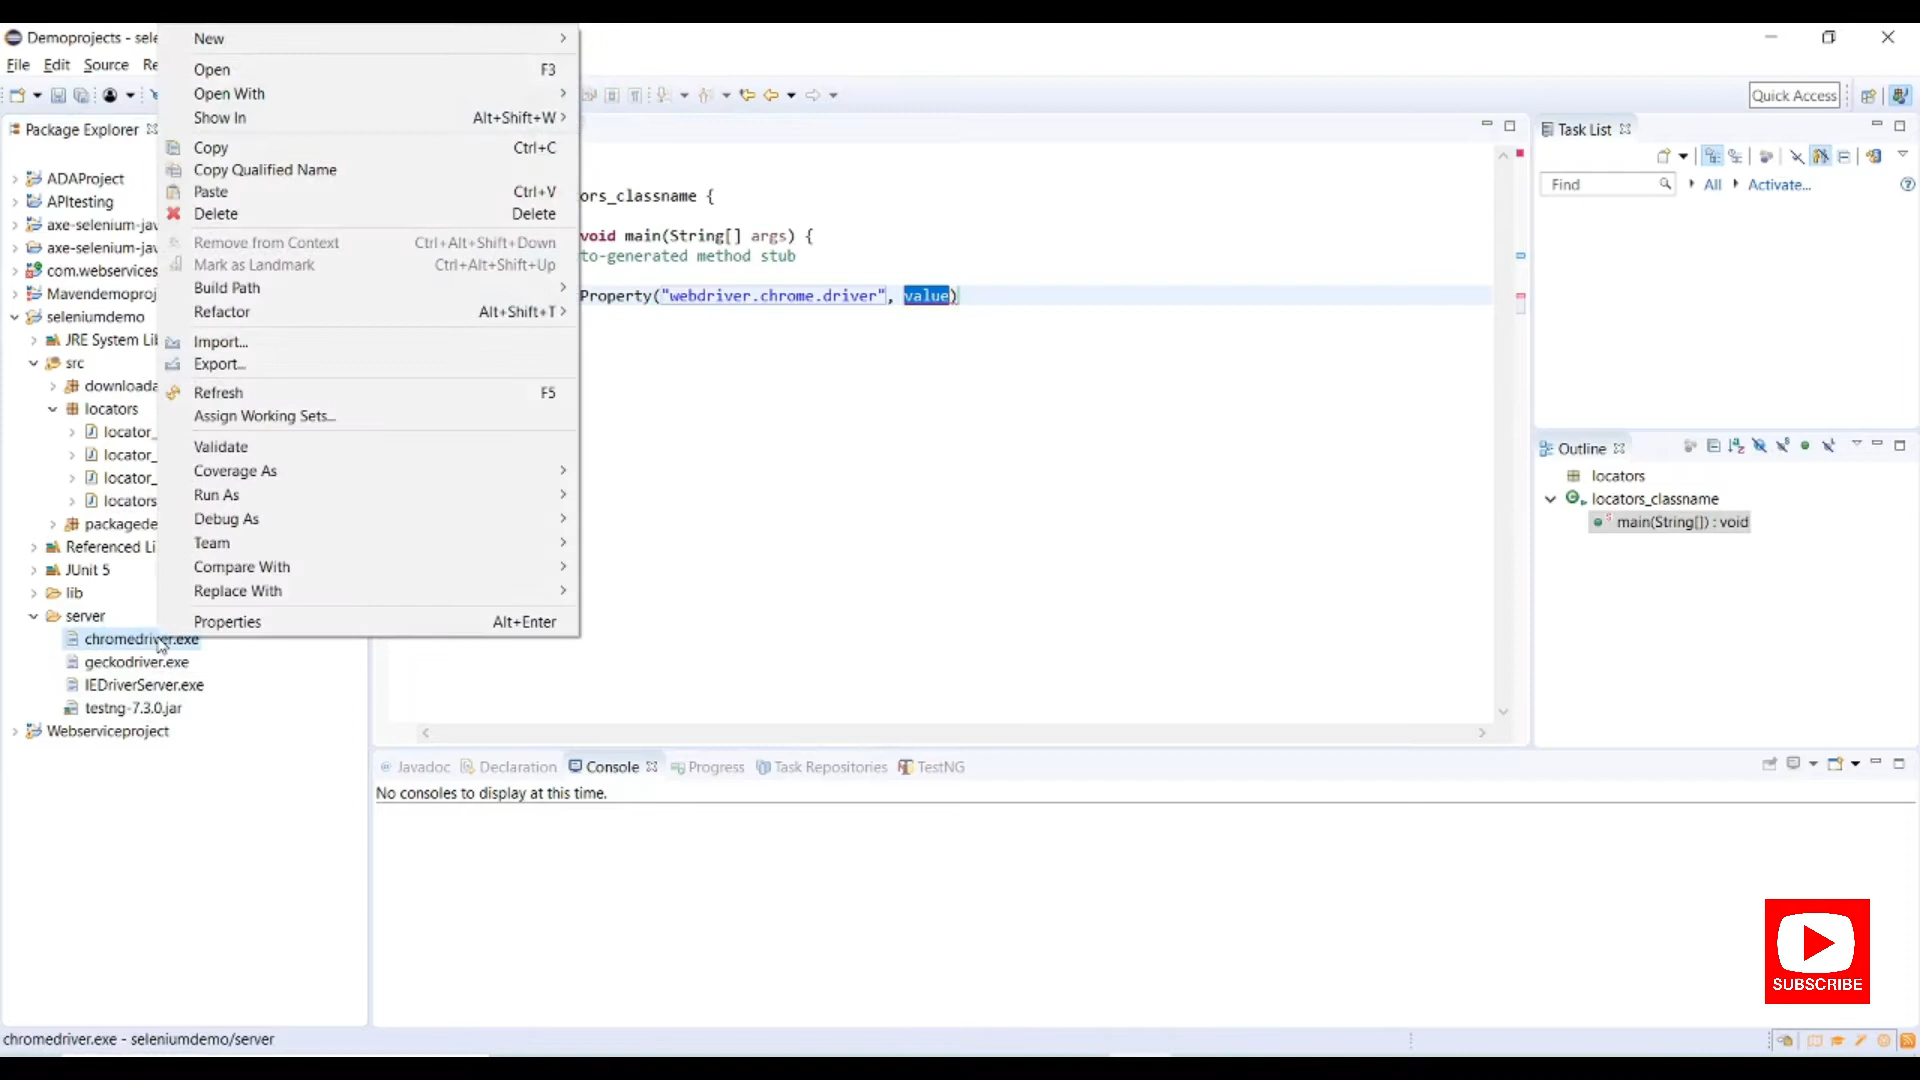 Demoprojects - sele
File Edit Source Re
Quick Access
Package Explorer
ADAProject
APItesting
axe-selenium-jav
axe-selenium-jav
com.webservices
Mavendemoproj
seleniumdemo
JRE System Lib
src
downloada
locators
locator_
locator_
locator_
locators
packagede
Referenced Li
JUnit 5
lib
server
chromedriver.exe
geckodriver.exe
IEDriverServer.exe
testng-7.3.0.jar
Webserviceproject
New
Open F3
Open With
Show In Alt+Shift+W
Copy Ctrl+C
Copy Qualified Name
Paste Ctrl+V
Delete Delete
Remove from Context Ctrl+Alt+Shift+Down
Mark as Landmark Ctrl+Alt+Shift+Up
Build Path
Refactor Alt+Shift+T
Import...
Export...
Refresh F5
Assign Working Sets...
Validate
Coverage As
Run As
Debug As
Team
Compare With
Replace With
Properties Alt+Enter
ors_classname {
void main(String[] args) {
to-generated method stub
Property("webdriver.chrome.driver", value)
Task List
Find All Activate...
Outline
locators
locators_classname
main(String[]) : void
Javadoc Declaration Console Progress Task Repositories TestNG
No consoles to display at this time.
SUBSCRIBE
chromedriver.exe - seleniumdemo/server